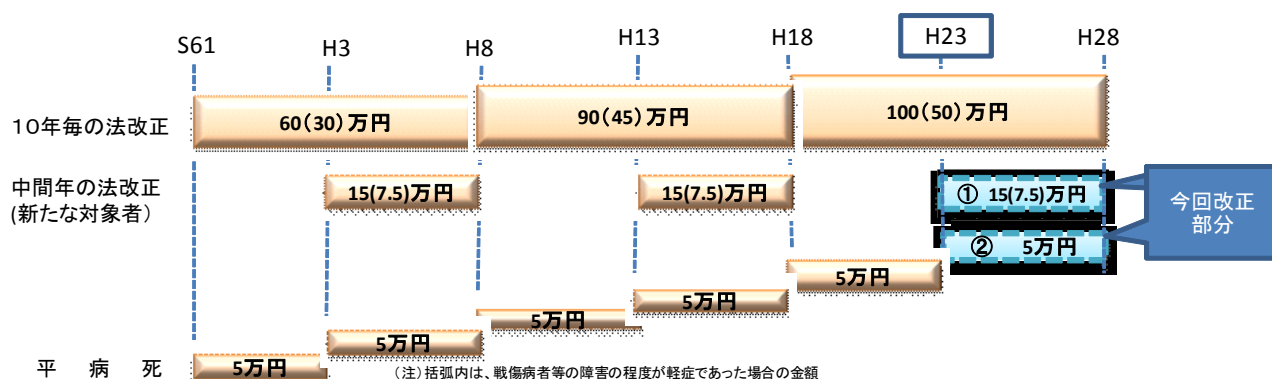 S61 H3 H8 H13 H18 H23 H28
10年毎の法改正
60(30)万円 90(45)万円 100(50)万円
中間年の法改正
(新たな対象者)
15(7.5)万円 15(7.5)万円 ① 15(7.5)万円
② 5万円
今回改正
部分
5万円
5万円
5万円
5万円
平 病 死 5万円
(注)括弧内は、戦傷病者等の障害の程度が軽症であった場合の金額